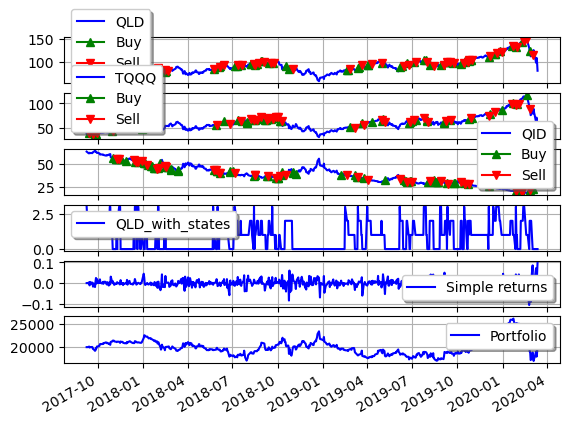 QLD
Buy
Sell
150
100
TQQQ
Buy
Sell
100
50
QID
Buy
Sell
50
25
QLD_with_states
2.5
0.0
Simple returns
0.1
0.0
−0.1
Portfolio
25000
20000
2017-10
2018-01
2018-04
2018-07
2018-10
2019-01
2019-04
2019-07
2019-10
2020-01
2020-04